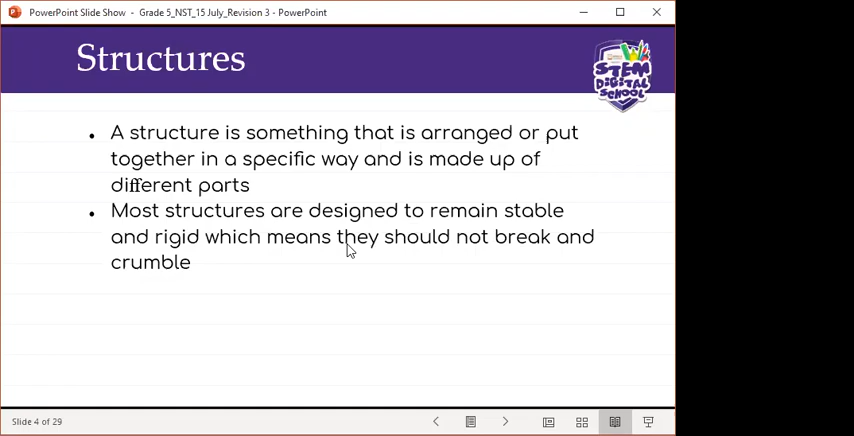 PowerPoint Slide Show - Grade 5_NST_15 July_Revision 3 - PowerPoint
Structures
STEM
DIGITAL
SCHOOL
• A structure is something that is arranged or put
together in a specific way and is made up of
different parts
• Most structures are designed to remain stable
and rigid which means they should not break and
crumble
Slide 4 of 29